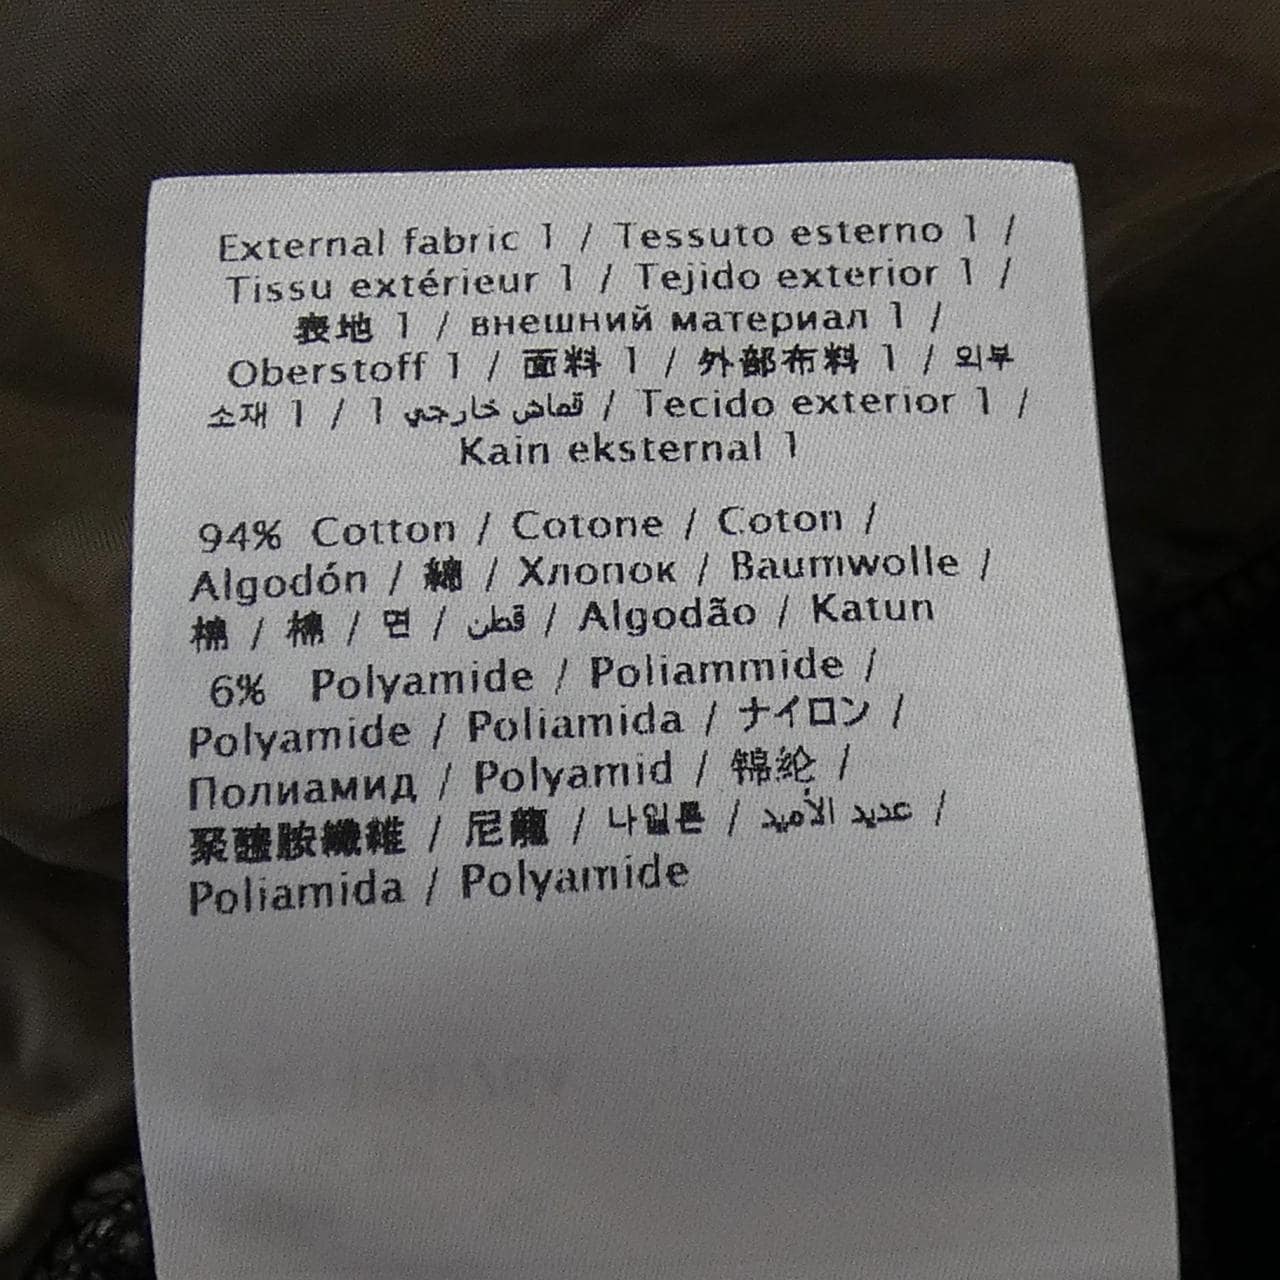 External fabric 1 / Tessuto esterno 1 /
Tissu extérieur 1 / Tejido exterior 1 /
表地 1 / внешний материал 1 /
Oberstoff 1 / 面料 1 / 外部布料 1 / 외부
소재 1 / 1 قماش خارجي / Tecido exterior 1 /
Kain eksternal 1
94% Cotton / Cotone / Coton /
Algodón / 綿 / Хлопок / Baumwolle /
棉 / 棉 / 면 / قطن / Algodão / Katun
6% Polyamide / Poliammide /
Polyamide / Poliamida / ナイロン /
Полиамид / Polyamid / 锦纶 /
聚醯胺纖維 / 尼龍 / 나일론 / عديد الأميد /
Poliamida / Polyamide